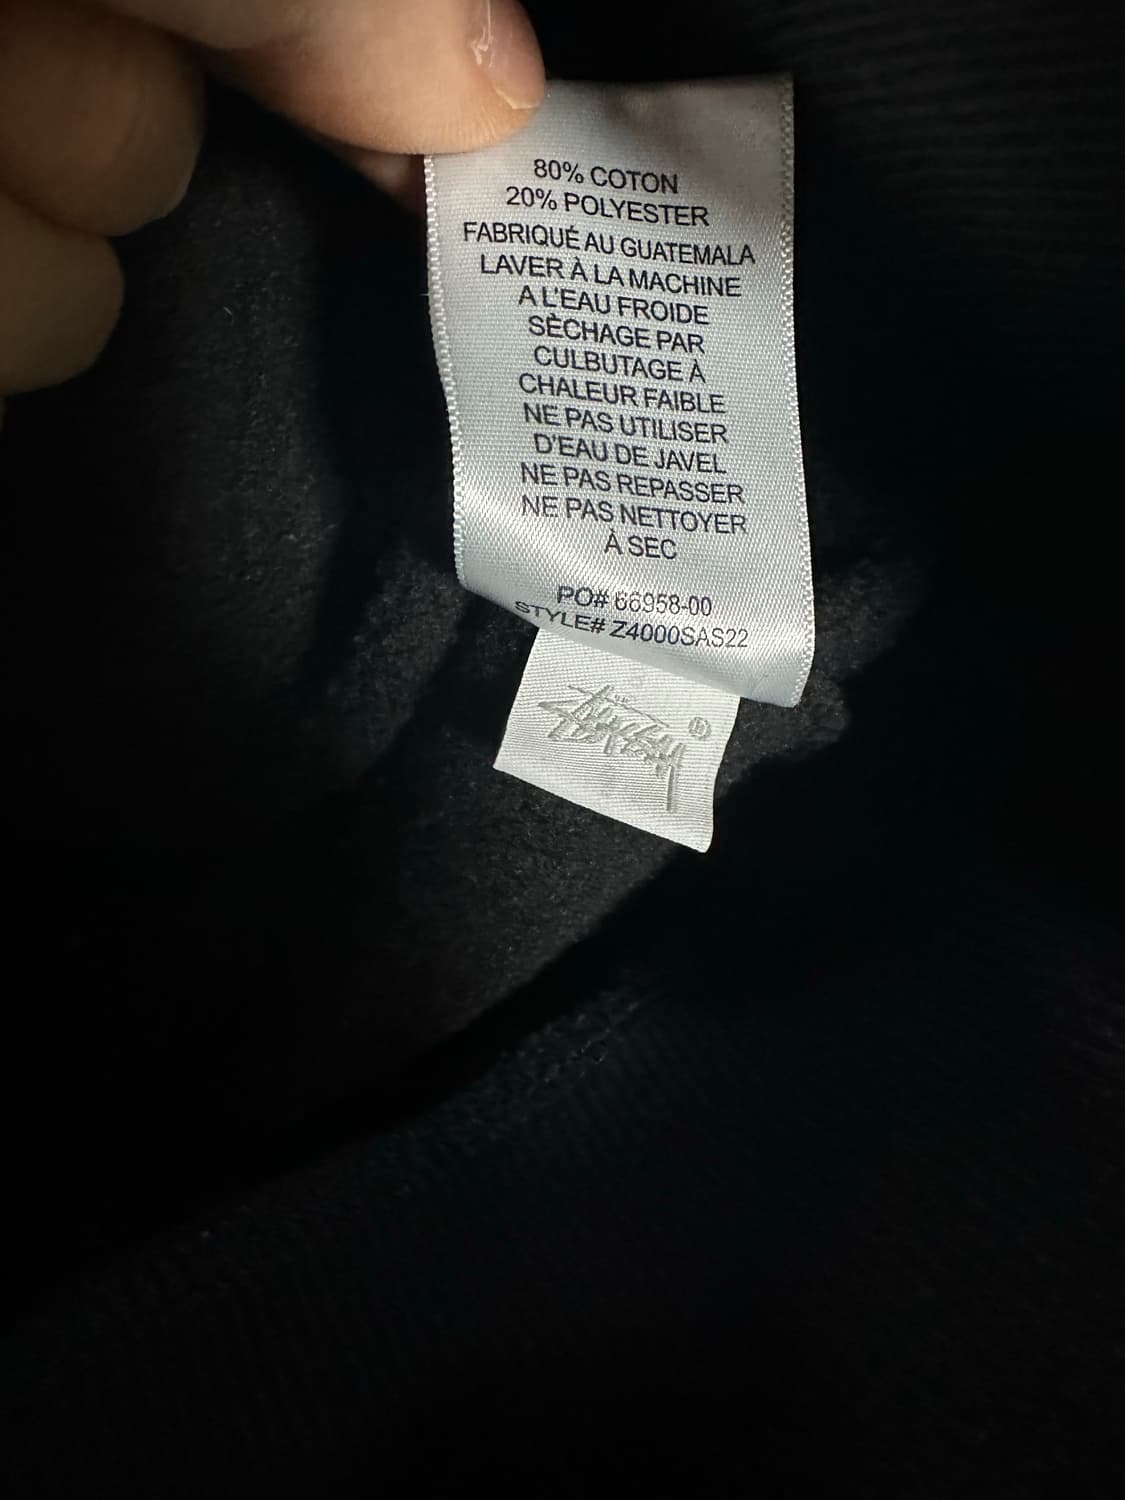 80% COTON
20% POLYESTER
FABRIQUÉ AU GUATEMALA
LAVER À LA MACHINE
A L'EAU FROIDE
SÈCHAGE PAR
CULBUTAGE À
CHALEUR FAIBLE
NE PAS UTILISER
D'EAU DE JAVEL
NE PAS REPASSER
NE PAS NETTOYER
À SEC
PO# 66958-00
STYLE# Z4000SAS22
Stüssy ®